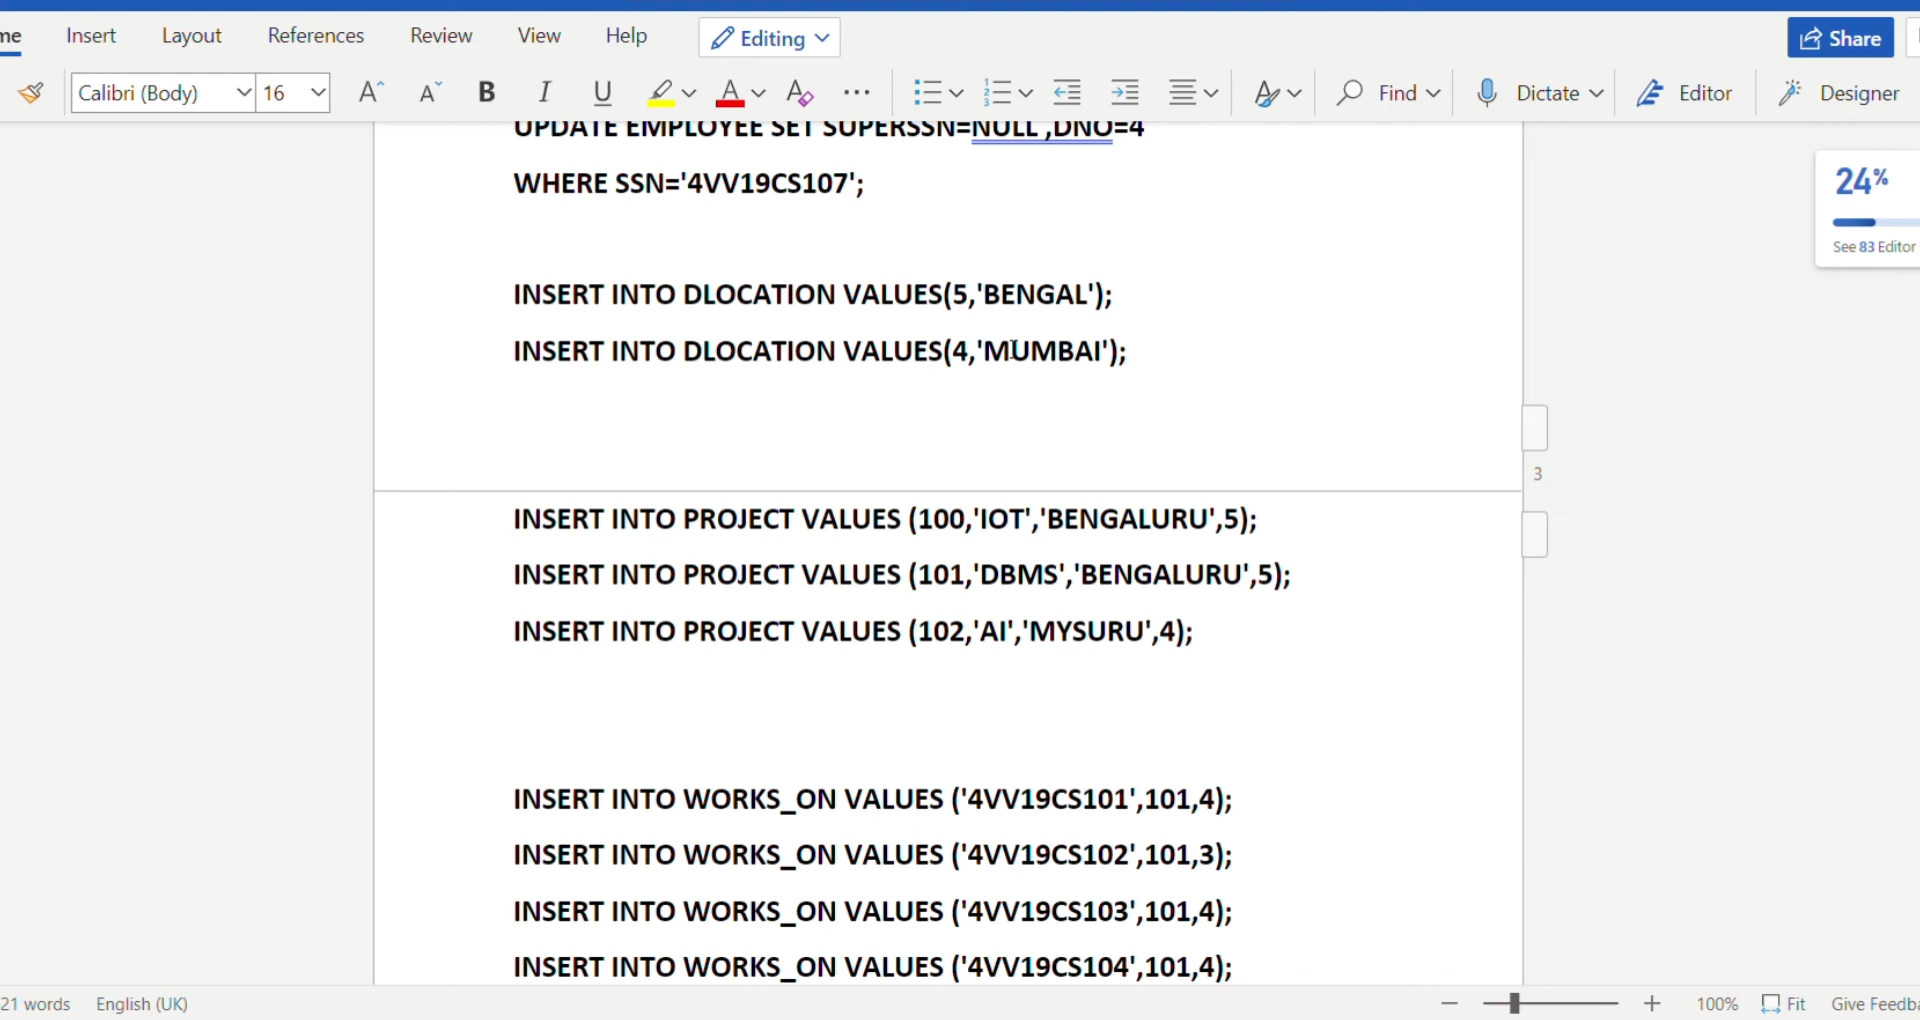 me Insert Layout References Review View Help Editing Share
Calibri (Body) 16 A A B I U A A ... Find Dictate Editor Designer
UPDATE EMPLOYEE SET SUPERSSN=NULL ,DNO=4
WHERE SSN='4VV19CS107';
24%
See 83 Editor
INSERT INTO DLOCATION VALUES(5,'BENGAL');
INSERT INTO DLOCATION VALUES(4,'MUMBAI');
3
INSERT INTO PROJECT VALUES (100,'IOT','BENGALURU',5);
INSERT INTO PROJECT VALUES (101,'DBMS','BENGALURU',5);
INSERT INTO PROJECT VALUES (102,'AI','MYSURU',4);
INSERT INTO WORKS_ON VALUES ('4VV19CS101',101,4);
INSERT INTO WORKS_ON VALUES ('4VV19CS102',101,3);
INSERT INTO WORKS_ON VALUES ('4VV19CS103',101,4);
INSERT INTO WORKS_ON VALUES ('4VV19CS104',101,4);
21 words English (UK) 100% Fit Give Feedba